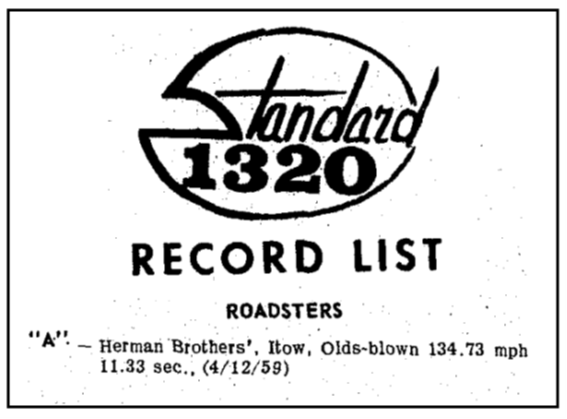 Standard
1320
RECORD LIST
ROADSTERS
"A" — Herman Brothers', Itow, Olds-blown 134.73 mph
11.33 sec., (4/12/59)